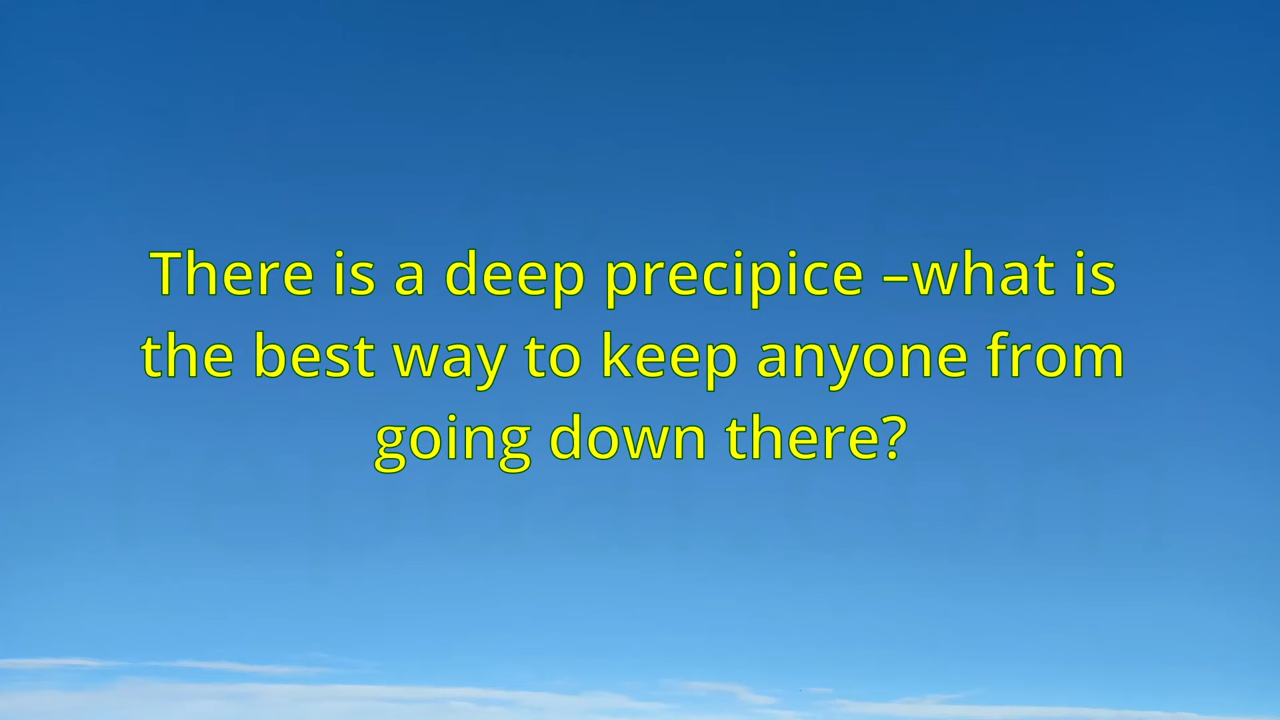 There is a deep precipice –what is
the best way to keep anyone from
going down there?